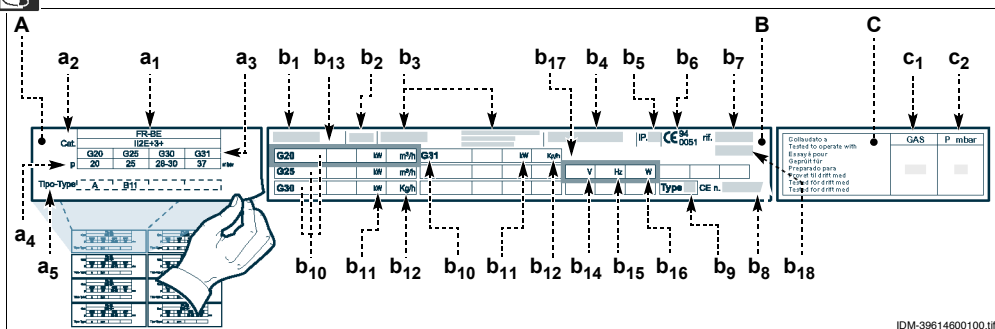 A a2 a1 a3 b1 b13 b2 b3 b17 b4 b5 b6 b7 B C c1 c2
FR-BE
Cat. II2E+3+
G20 G25 G30 G31
p 20 25 28-30 37 mbar
Tipo-Type A B11
IP. CE 94 0051 rif.
G20 kW m³/h G31 kW Kg/h
G25 kW m³/h V Hz W
G30 kW Kg/h Type CE n.
Collaudato a
Tested to operate with
Essayé pour
Geprüft für
Preparado para
Provet til drift med
Tested for drift med
Tested for drift med
GAS P mbar
a4 a5 b10 b11 b12 b10 b11 b12 b14 b15 b16 b9 b8 b18
IDM-39614600100.tif